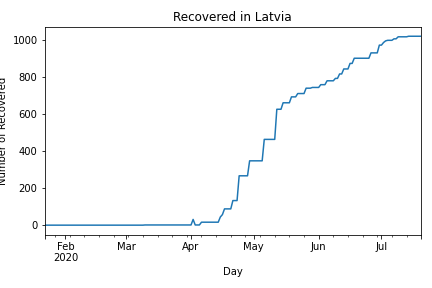 Recovered in Latvia
Number of Recovered
1000
800
600
400
200
0
Feb
2020
Mar
Apr
May
Jun
Jul
Day